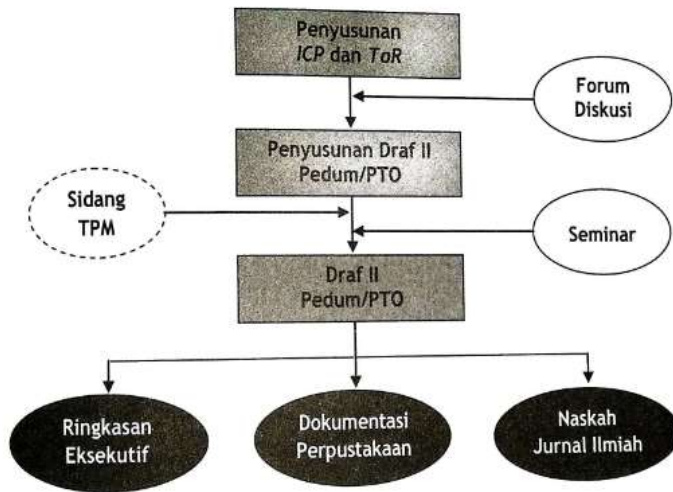 Penyusunan
ICP dan ToR
Forum
Diskusi
Penyusunan Draf II
Pedum/PTO
Sidang
TPM
Seminar
Draf II
Pedum/PTO
Ringkasan
Eksekutif
Dokumentasi
Perpustakaan
Naskah
Jurnal Ilmiah